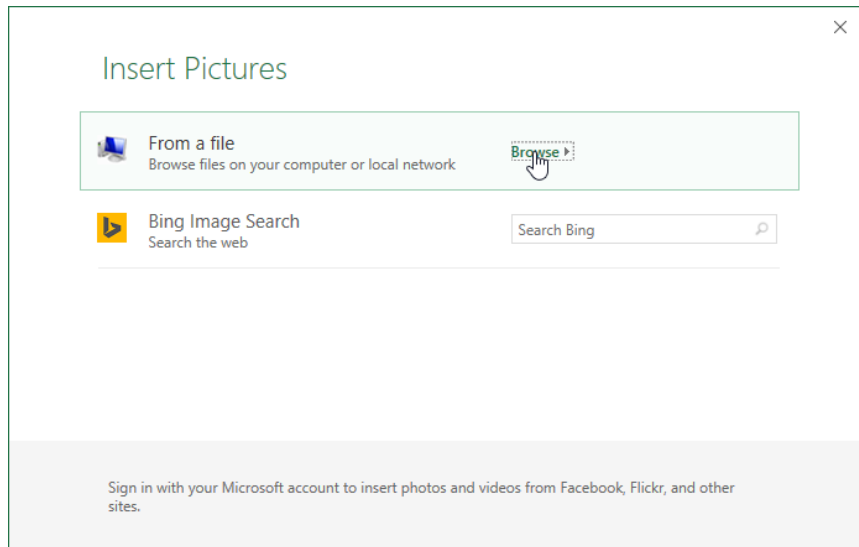 Insert Pictures
From a file
Browse files on your computer or local network
Browse
Bing Image Search
Search the web
Search Bing
Sign in with your Microsoft account to insert photos and videos from Facebook, Flickr, and other
sites.